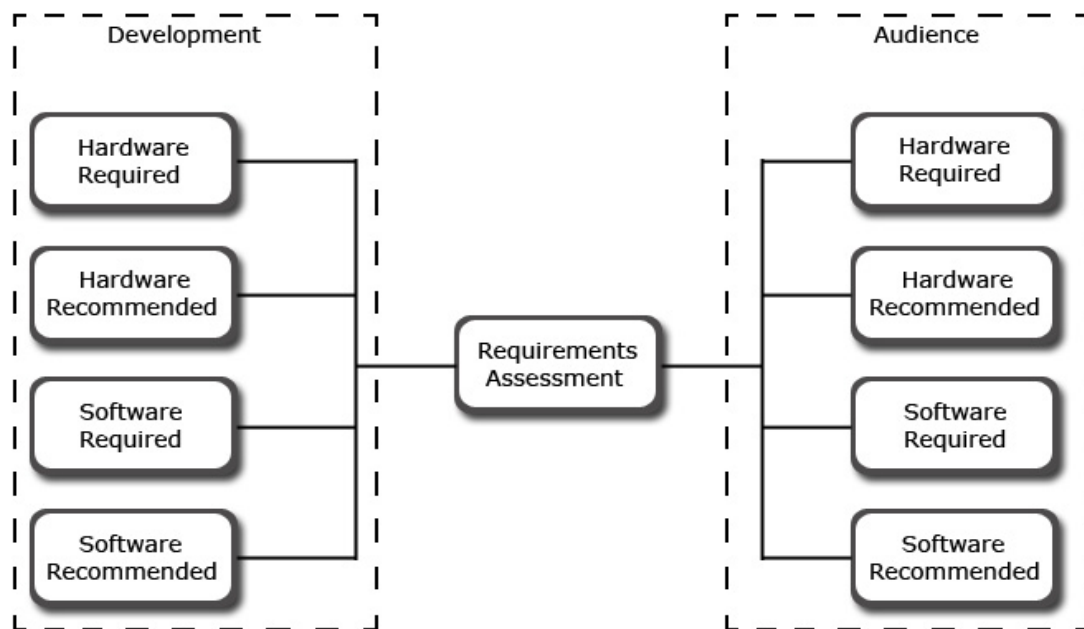 Development
Hardware
Required
Hardware
Recommended
Software
Required
Software
Recommended
Requirements
Assessment
Audience
Hardware
Required
Hardware
Recommended
Software
Required
Software
Recommended